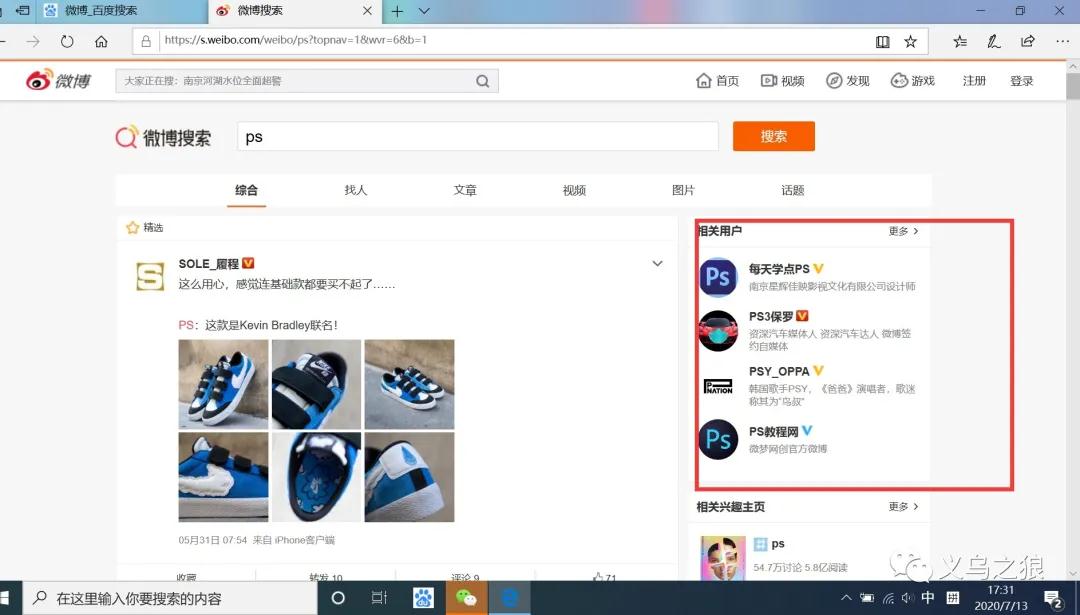 微博_百度搜索
微博搜索
https://s.weibo.com/weibo/ps?topnav=1&wvr=6&b=1
微博
大家正在搜：南京河湖水位全面超警
首页
视频
发现
游戏
注册
登录
微博搜索
ps
搜索
综合
找人
文章
视频
图片
话题
精选
相关用户
更多
SOLE_履程
这么用心，感觉连基础款都要买不起了……
PS：这款是Kevin Bradley联名！
05月31日 07:54 来自 iPhone客户端
收藏
转发 10
评论 9
71
Ps
每天学点PS
南京星辉佳映影视文化有限公司设计师
PS3保罗
资深汽车媒体人 资深汽车达人 微博签
约自媒体
NATION
PSY_OPPA
韩国歌手PSY，《爸爸》演唱者，歌迷
称其为“鸟叔”
Ps
PS教程网
微梦网创官方微博
相关兴趣主页
更多
ps
54.7万讨论 5.8亿阅读
义乌之狼
在这里输入你要搜索的内容
中
17:31
2020/7/13
2